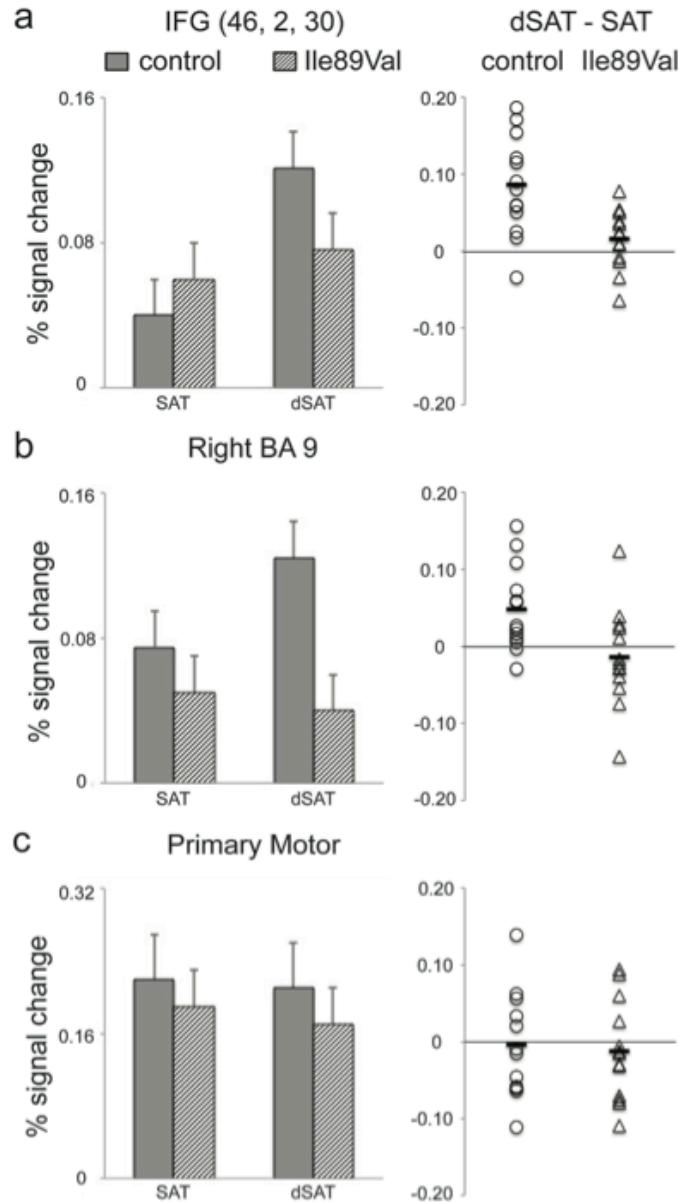 a IFG (46, 2, 30) dSAT - SAT
control Ile89Val control Ile89Val
0.16 0.20
0.10
0.08 0
-0.10
0 -0.20
% signal change
SAT dSAT
b Right BA 9
0.16 0.20
0.10
0.08 0
-0.10
0 -0.20
% signal change
SAT dSAT
c Primary Motor
0.32 0.20
0.10
0.16 0
-0.10
0 -0.20
% signal change
SAT dSAT